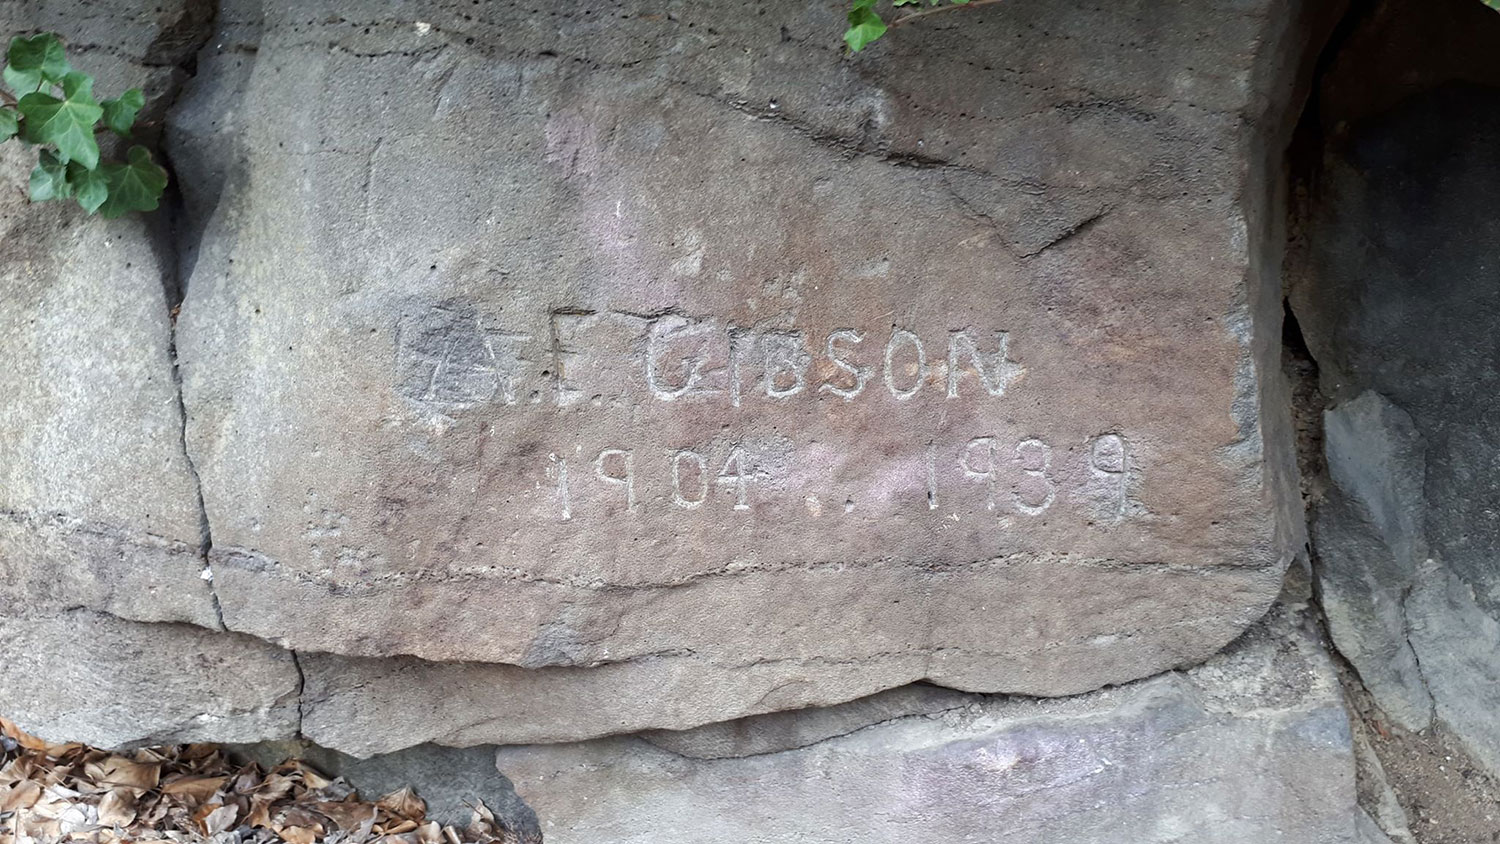 E. GIBSON
1904 . . 1939